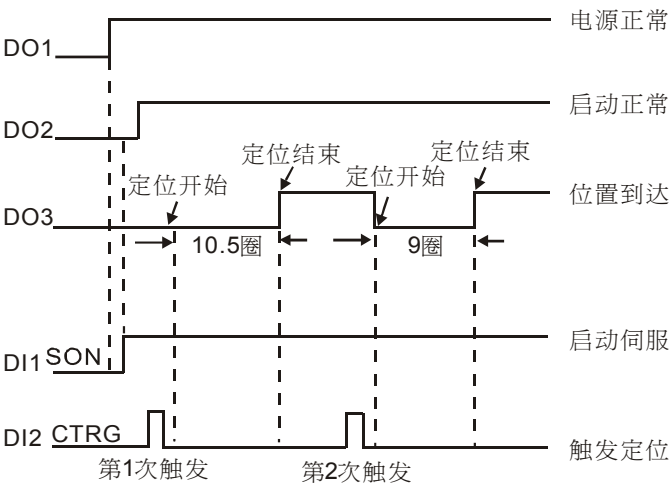 DO1
电源正常
DO2
启动正常
定位开始
定位结束
定位开始
定位结束
DO3
位置到达
10.5圈
9圈
DI1 SON
启动伺服
DI2 CTRG
触发定位
第1次触发
第2次触发